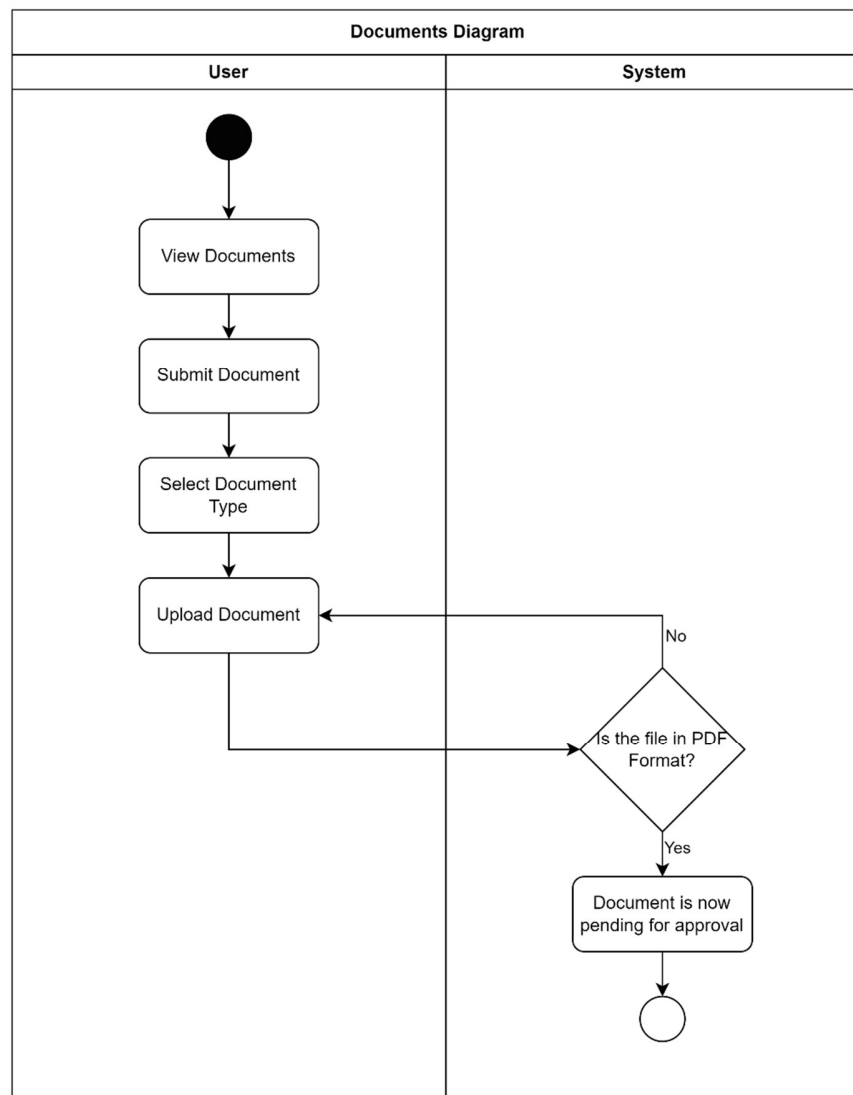 Documents Diagram
User
System
View Documents
Submit Document
Select Document
Type
Upload Document
No
Is the file in PDF
Format?
Yes
Document is now
pending for approval